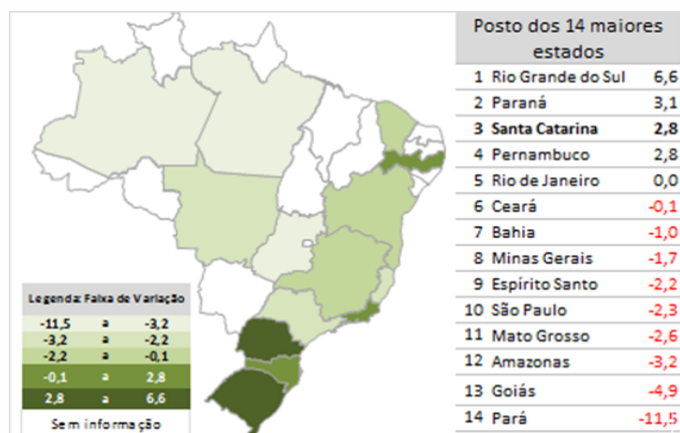 Posto dos 14 maiores
estados
1 Rio Grande do Sul 6,6
2 Paraná 3,1
3 Santa Catarina 2,8
4 Pernambuco 2,8
5 Rio de Janeiro 0,0
6 Ceará -0,1
7 Bahia -1,0
8 Minas Gerais -1,7
9 Espírito Santo -2,2
10 São Paulo -2,3
11 Mato Grosso -2,6
12 Amazonas -3,2
13 Goiás -4,9
14 Pará -11,5
Legenda: Faixa de Variação
-11,5 a -3,2
-3,2 a -2,2
-2,2 a -0,1
-0,1 a 2,8
2,8 a 6,6
Sem informação